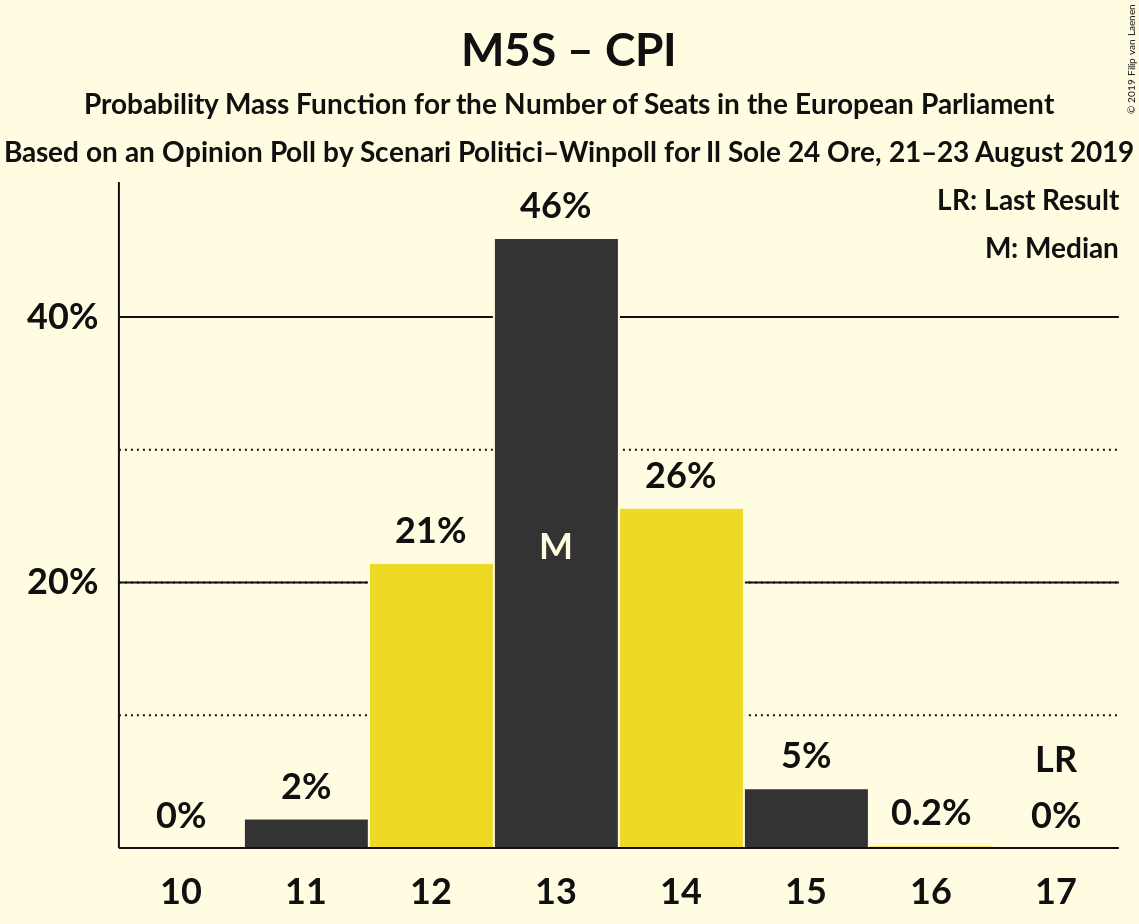 M5S – CPI
Probability Mass Function for the Number of Seats in the European Parliament
Based on an Opinion Poll by Scenari Politici–Winpoll for Il Sole 24 Ore, 21–23 August 2019
© 2019 Filip van Laenen
LR: Last Result
M: Median
40%
20%
0%
2%
21%
46%
M
26%
5%
0.2%
LR
0%
10 11 12 13 14 15 16 17